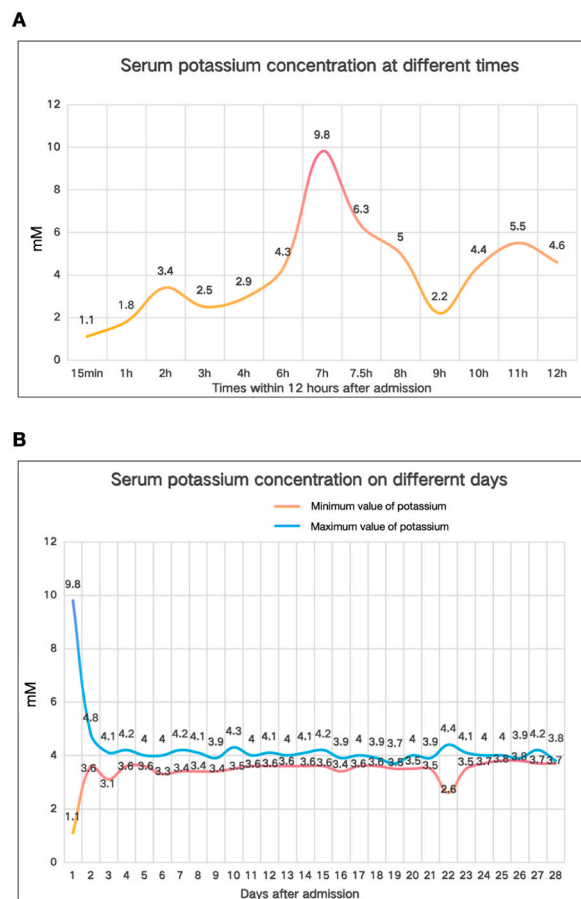 A
Serum potassium concentration at different times
mM
12
10
8
6
4
2
0
1.1 1.8 3.4 2.5 2.9 4.3 9.8 6.3 5 2.2 4.4 5.5 4.6
15min 1h 2h 3h 4h 6h 7h 7.5h 8h 9h 10h 11h 12h
Times within 12 hours after admission
B
Serum potassium concentration on differernt days
Minimum value of potassium
Maximum value of potassium
mM
12
10
8
6
4
2
0
9.8 4.8 4.1 4.2 4 4 4.2 4.1 3.9 4.3 4 4.1 4 4.1 4.2 3.9 4 3.9 3.7 4 3.9 4.4 4.1 4 4 3.9 4.2 3.8
1.1 3.6 3.1 3.6 3.6 3.3 3.4 3.4 3.4 3.5 3.6 3.6 3.6 3.6 3.6 3.4 3.6 3.6 3.5 3.5 3.5 2.6 3.5 3.7 3.8 3.8 3.7 3.7
1 2 3 4 5 6 7 8 9 10 11 12 13 14 15 16 17 18 19 20 21 22 23 24 25 26 27 28
Days after admission